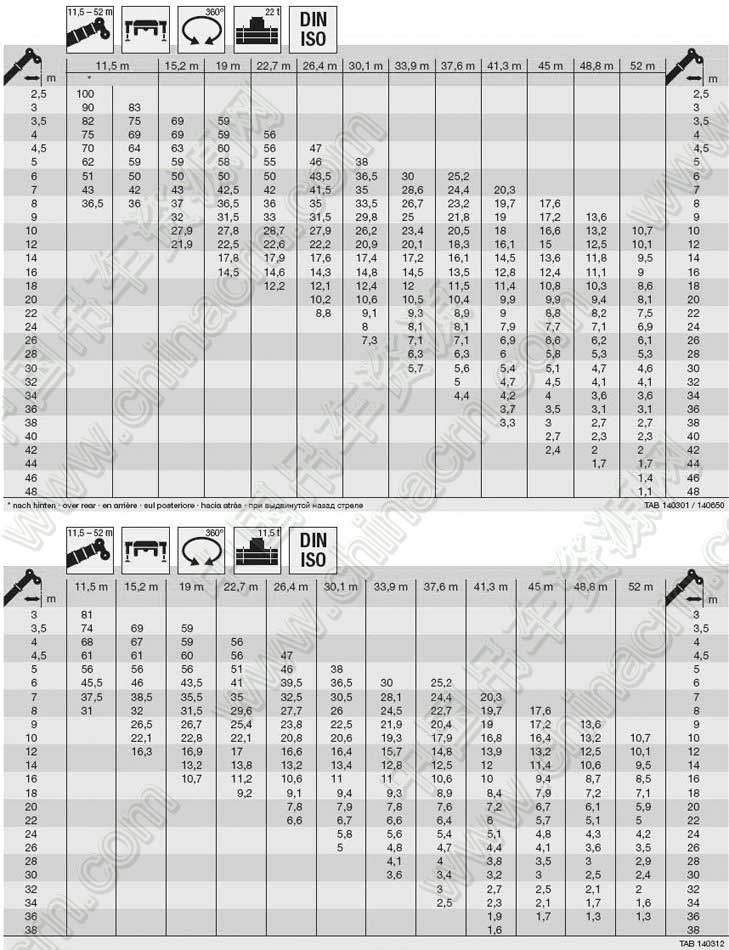 11,5 – 52 m 360° 22 t DIN ISO
m 11,5 m 15,2 m 19 m 22,7 m 26,4 m 30,1 m 33,9 m 37,6 m 41,3 m 45 m 48,8 m 52 m m
*
2,5 100 2,5
3 90 83 3
3,5 82 75 69 59 3,5
4 75 69 69 59 56 4
4,5 70 64 63 60 56 47 4,5
5 62 59 59 58 55 46 38 5
6 51 50 50 50 50 43,5 36,5 30 25,2 6
7 43 42 43 42,5 42 41,5 35 28,6 24,4 20,3 7
8 36,5 36 37 36,5 36 35 33,5 26,7 23,2 19,7 17,6 8
9 32 31,5 33 31,5 29,8 25 21,8 19 17,2 13,6 9
10 27,9 27,8 28,7 27,9 26,2 23,4 20,5 18 16,6 13,2 10,7 10
12 21,9 22,5 22,6 22,2 20,9 20,1 18,3 16,1 15 12,5 10,1 12
14 17,8 17,9 17,6 17,4 17,2 16,1 14,5 13,6 11,8 9,5 14
16 14,5 14,6 14,3 14,8 14,5 13,5 12,8 12,4 11,1 9 16
18 12,2 12,1 12,4 12 11,5 11,4 10,8 10,3 8,6 18
20 10,2 10,6 10,5 10,4 9,9 9,9 9,4 8,1 20
22 8,8 9,1 9,3 8,9 9 8,8 8,2 7,5 22
24 8 8,1 8,1 7,9 7,7 7,1 6,9 24
26 7,3 7,1 7,1 6,9 6,6 6,2 6,1 26
28 6,3 6,3 6 5,8 5,3 5,3 28
30 5,7 5,6 5,4 5,1 4,7 4,6 30
32 5 4,7 4,5 4,1 4,1 32
34 4,4 4,2 4 3,6 3,6 34
36 3,7 3,5 3,1 3,1 36
38 3,3 3 2,7 2,7 38
40 2,7 2,3 2,3 40
42 2,4 2 2 42
44 1,7 1,7 44
46 1,4 46
48 1,1 48
* nach hinten · over rear · en arrière · sul posteriore · hacia atrás · при выдвинутой назад стреле TAB 140301 / 140650
11,5 – 52 m 360° 11,5 t DIN ISO
m 11,5 m 15,2 m 19 m 22,7 m 26,4 m 30,1 m 33,9 m 37,6 m 41,3 m 45 m 48,8 m 52 m m
3 81 3
3,5 74 69 59 3,5
4 68 67 59 56 4
4,5 61 61 60 56 47 4,5
5 56 56 56 51 46 38 5
6 45,5 46 43,5 41 39,5 36,5 30 25,2 6
7 37,5 38,5 35,5 35 32,5 30,5 28,1 24,4 20,3 7
8 31 32 31,5 29,6 27,7 26 24,5 22,7 19,7 17,6 8
9 26,5 26,7 25,4 23,8 22,5 21,9 20,4 19 17,2 13,6 9
10 22,1 22,8 22,1 20,8 20,6 19,3 17,9 16,8 16,4 13,2 10,7 10
12 16,3 16,9 17 16,6 16,4 15,7 14,8 13,9 13,2 12,5 10,1 12
14 13,2 13,8 13,2 13,4 12,8 12,5 12 11,4 10,6 9,5 14
16 10,7 11,2 10,6 11 11 10,6 10 9,4 8,7 8,5 16
18 9,2 9,1 9,4 9,3 8,9 8,4 7,9 7,2 7,1 18
20 7,8 7,9 7,8 7,6 7,2 6,7 6,1 5,9 20
22 6,6 6,7 6,6 6,4 6 5,7 5,1 5 22
24 5,8 5,6 5,4 5,1 4,8 4,3 4,2 24
26 5 4,8 4,7 4,4 4,1 3,6 3,5 26
28 4,1 4 3,8 3,5 3 2,9 28
30 3,6 3,4 3,2 3 2,5 2,4 30
32 3 2,7 2,5 2,1 2 32
34 2,5 2,3 2,1 1,7 1,6 34
36 1,9 1,7 1,3 1,3 36
38 1,6 38
TAB 140312
中国吊车资源网
www.chinacrn.com